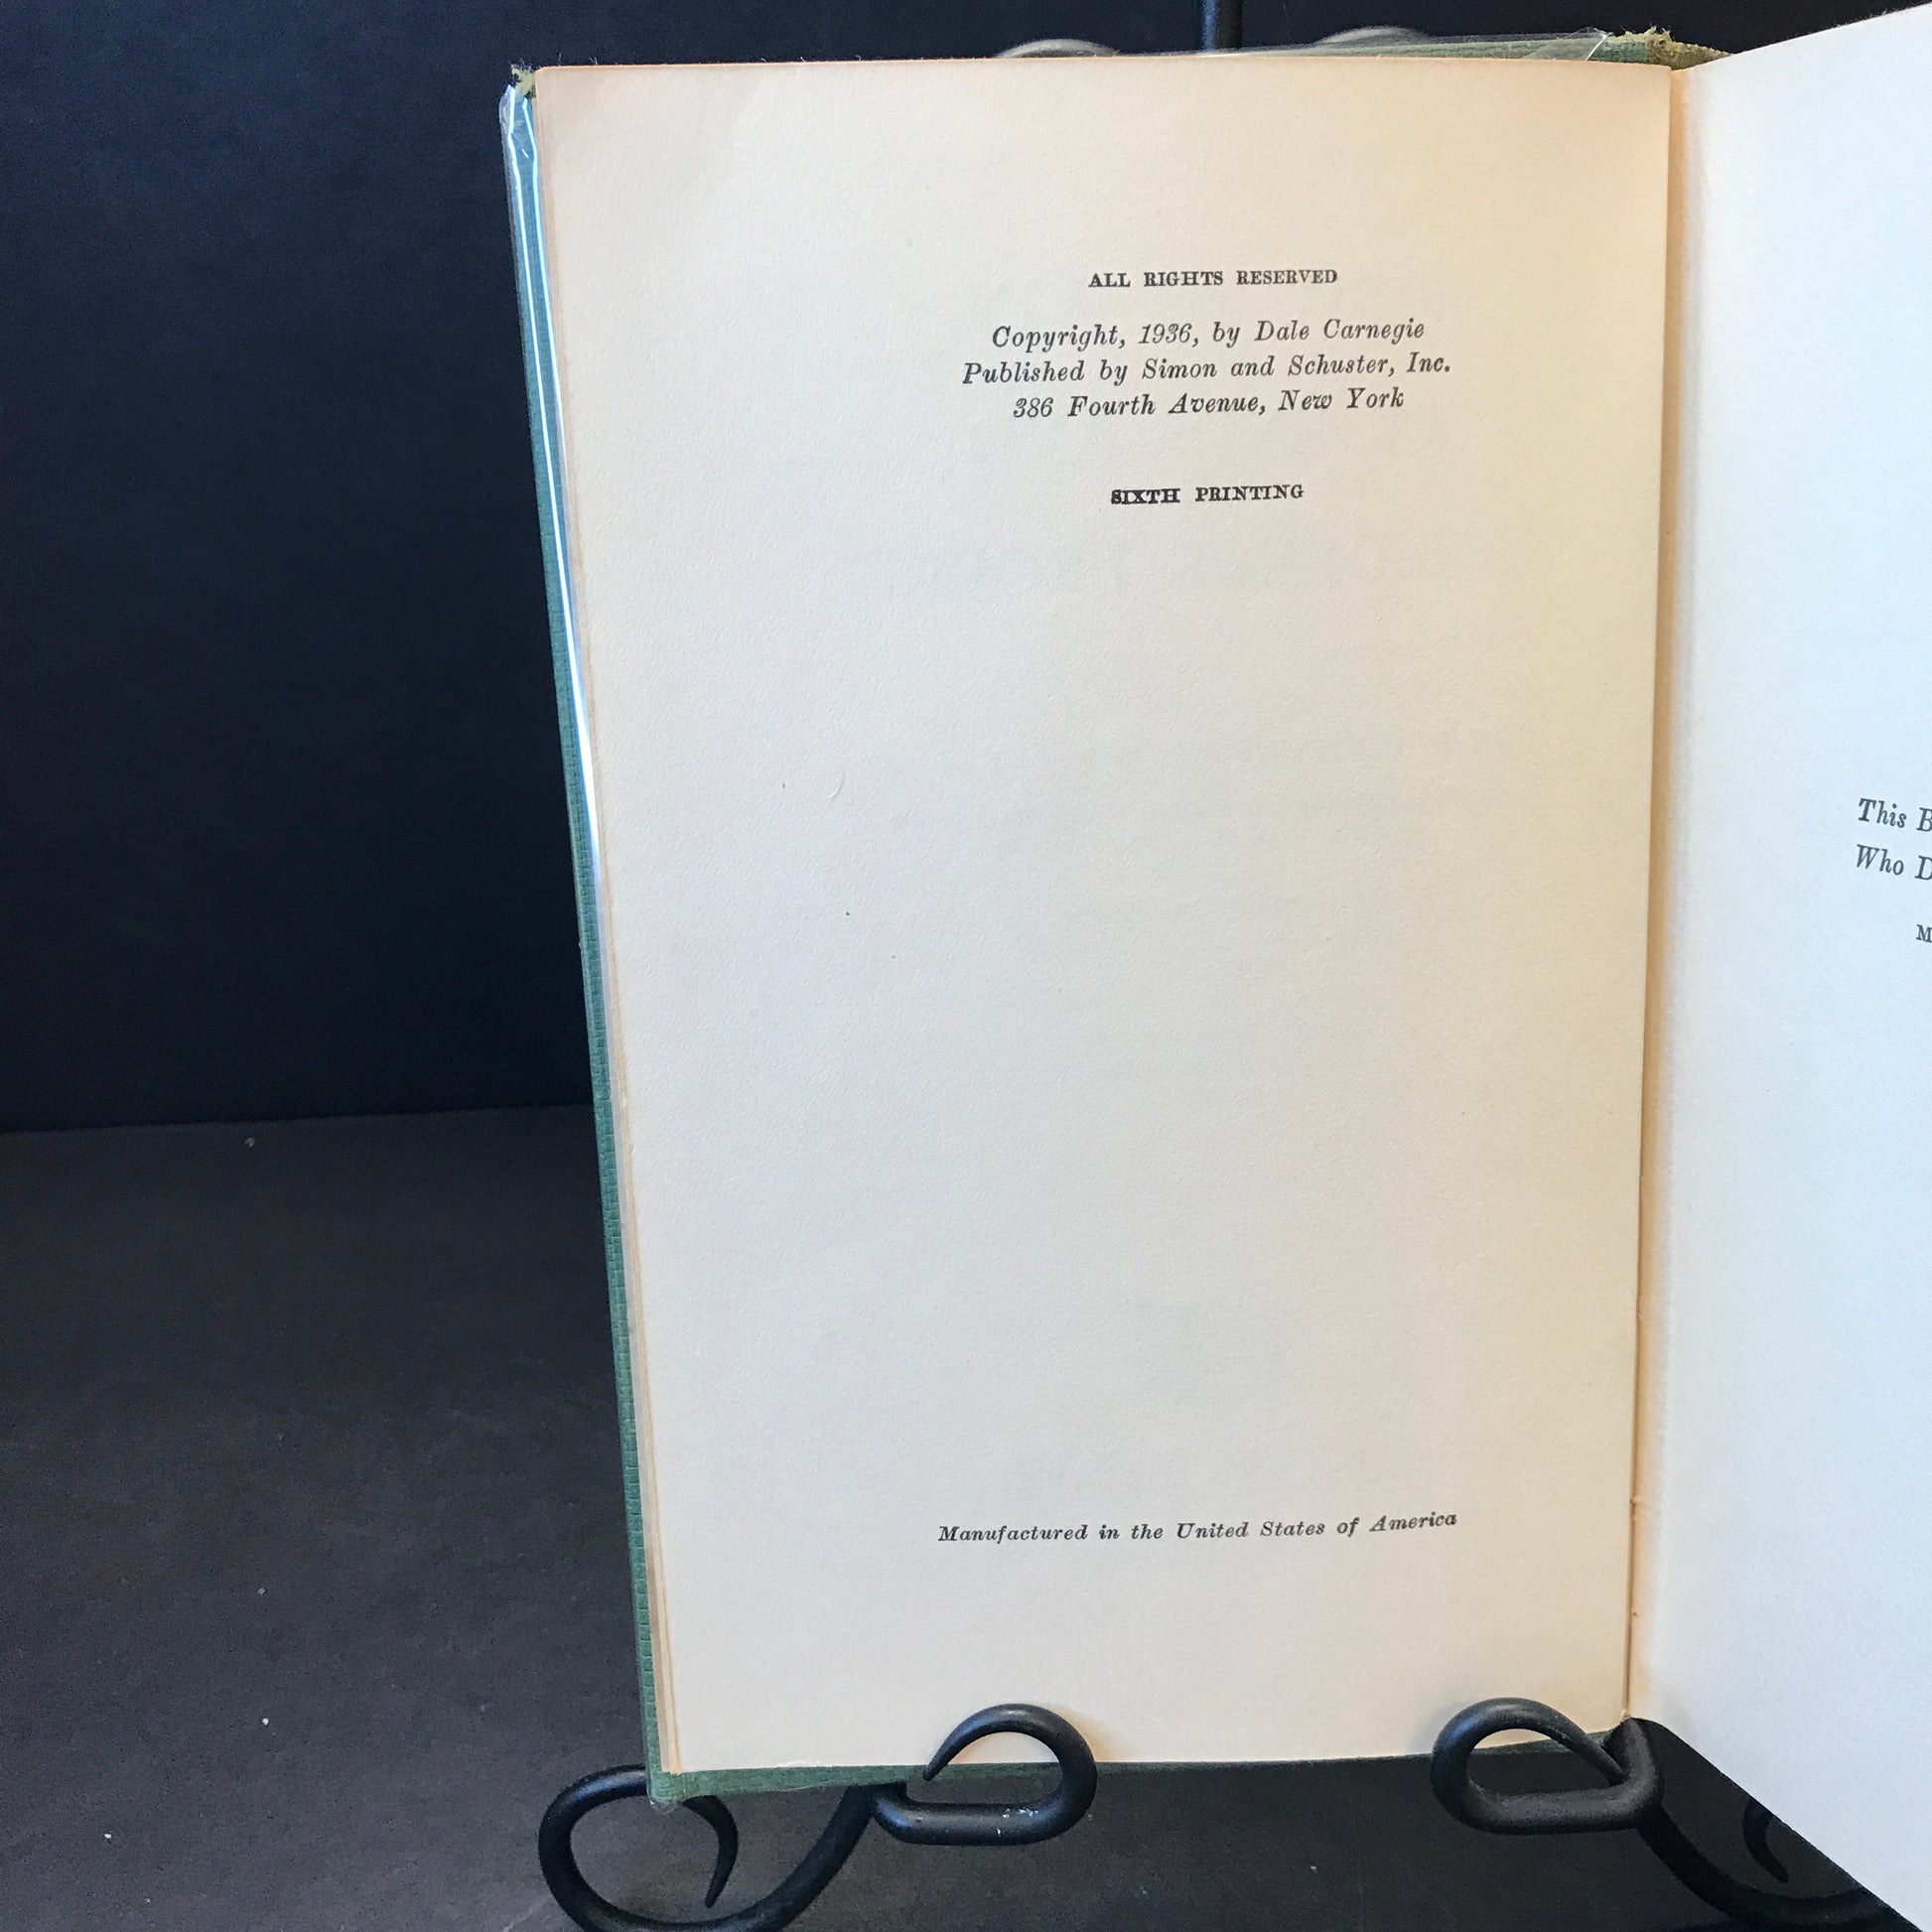 ALL RIGHTS RESERVED
Copyright, 1936, by Dale Carnegie
Published by Simon and Schuster, Inc.
386 Fourth Avenue, New York
SIXTH PRINTING
Manufactured in the United States of America
This B
Who D
M